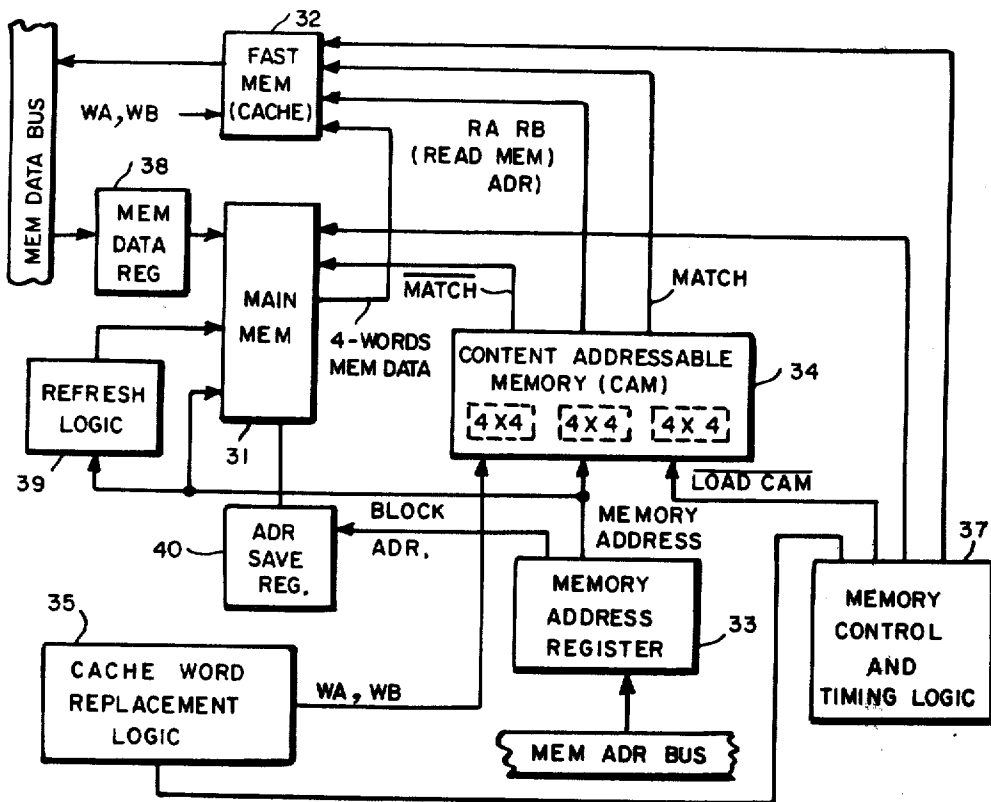 32
FAST
MEM
(CACHE)
WA, WB
MEM DATA BUS
38
MEM
DATA
REG
RA RB
(READ MEM)
ADR)
MATCH
MATCH
MAIN
MEM
31
4-WORDS
MEM DATA
CONTENT ADDRESSABLE
MEMORY (CAM)
4X4
4X4
4X4
34
REFRESH
LOGIC
39
LOAD CAM
BLOCK
ADR.
MEMORY
ADDRESS
40
ADR
SAVE
REG.
MEMORY
ADDRESS
REGISTER
33
37
MEMORY
CONTROL
AND
TIMING LOGIC
35
CACHE WORD
REPLACEMENT
LOGIC
WA, WB
MEM ADR BUS